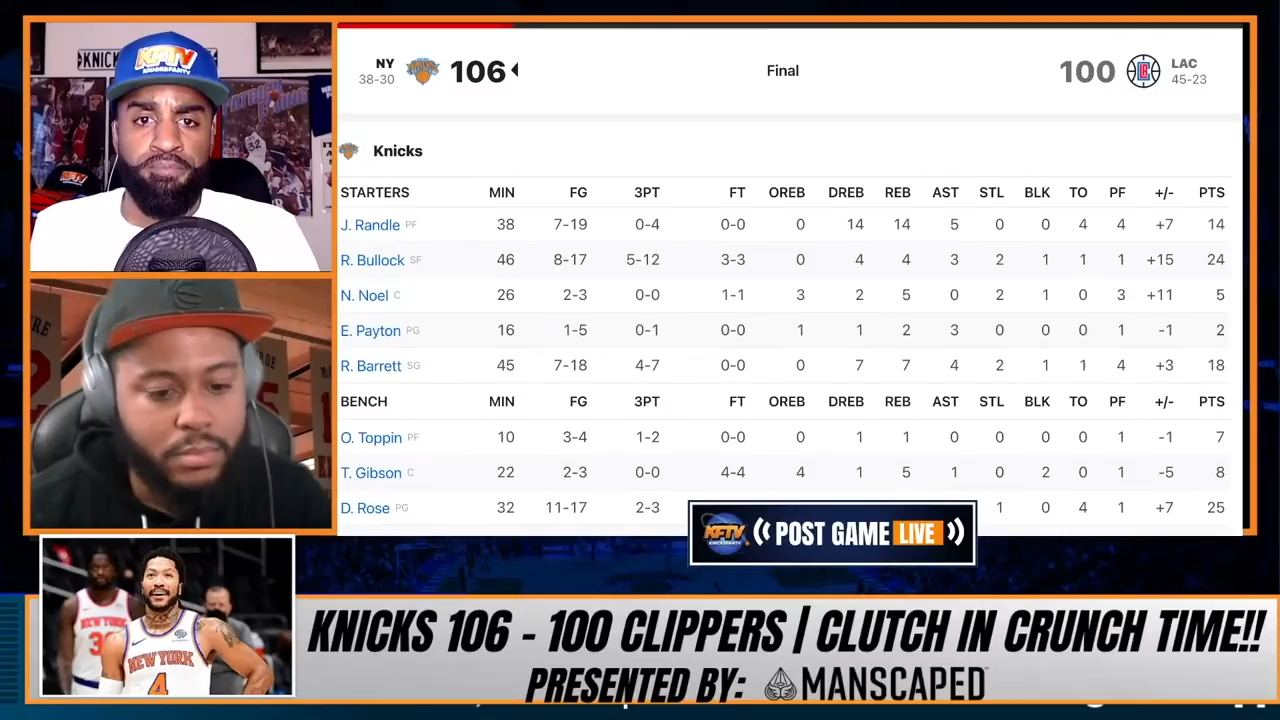 KNICK
KFTV
KNICKSFANTV
KFTV
32
NY
38-30
106
Final
100
LAC
45-23
Knicks
STARTERS MIN FG 3PT FT OREB DREB REB AST STL BLK TO PF +/- PTS
J. Randle PF 38 7-19 0-4 0-0 0 14 14 5 0 0 4 4 +7 14
R. Bullock SF 46 8-17 5-12 3-3 0 4 4 3 2 1 1 1 +15 24
N. Noel C 26 2-3 0-0 1-1 3 2 5 0 2 1 0 3 +11 5
E. Payton PG 16 1-5 0-1 0-0 1 1 2 3 0 0 0 1 -1 2
R. Barrett SG 45 7-18 4-7 0-0 0 7 7 4 2 1 1 4 +3 18
BENCH MIN FG 3PT FT OREB DREB REB AST STL BLK TO PF +/- PTS
O. Toppin PF 10 3-4 1-2 0-0 0 1 1 0 0 0 0 1 -1 7
T. Gibson C 22 2-3 0-0 4-4 4 1 5 1 0 2 0 1 -5 8
D. Rose PG 32 11-17 2-3 1 0 4 1 +7 25
KFTV
KNICKSFANTV
POST GAME LIVE
NEW YORK
4
KNICKS 106 - 100 CLIPPERS | CLUTCH IN CRUNCH TIME!!
PRESENTED BY: MANSCAPED